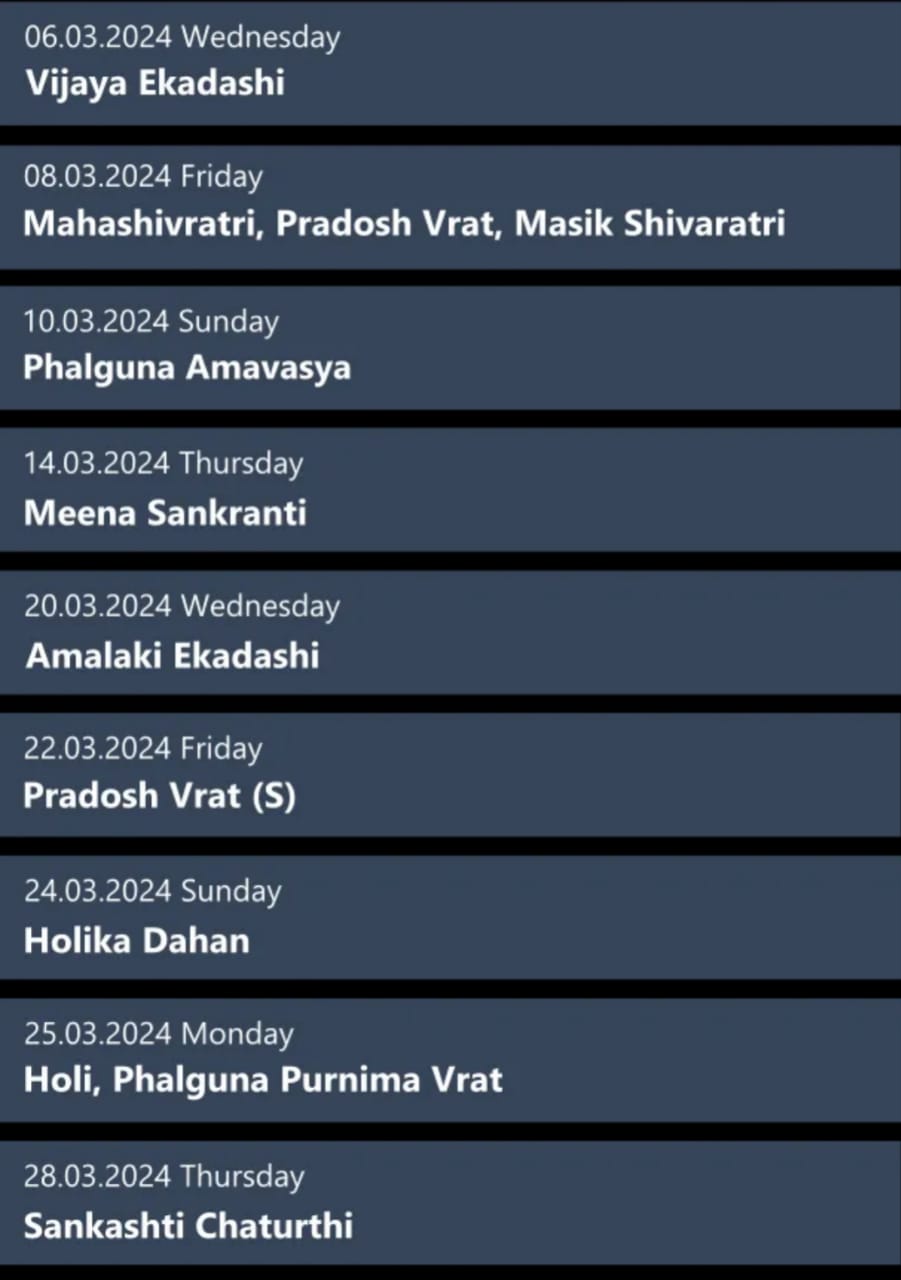 06.03.2024 Wednesday
Vijaya Ekadashi
08.03.2024 Friday
Mahashivratri, Pradosh Vrat, Masik Shivaratri
10.03.2024 Sunday
Phalguna Amavasya
14.03.2024 Thursday
Meena Sankranti
20.03.2024 Wednesday
Amalaki Ekadashi
22.03.2024 Friday
Pradosh Vrat (S)
24.03.2024 Sunday
Holika Dahan
25.03.2024 Monday
Holi, Phalguna Purnima Vrat
28.03.2024 Thursday
Sankashti Chaturthi